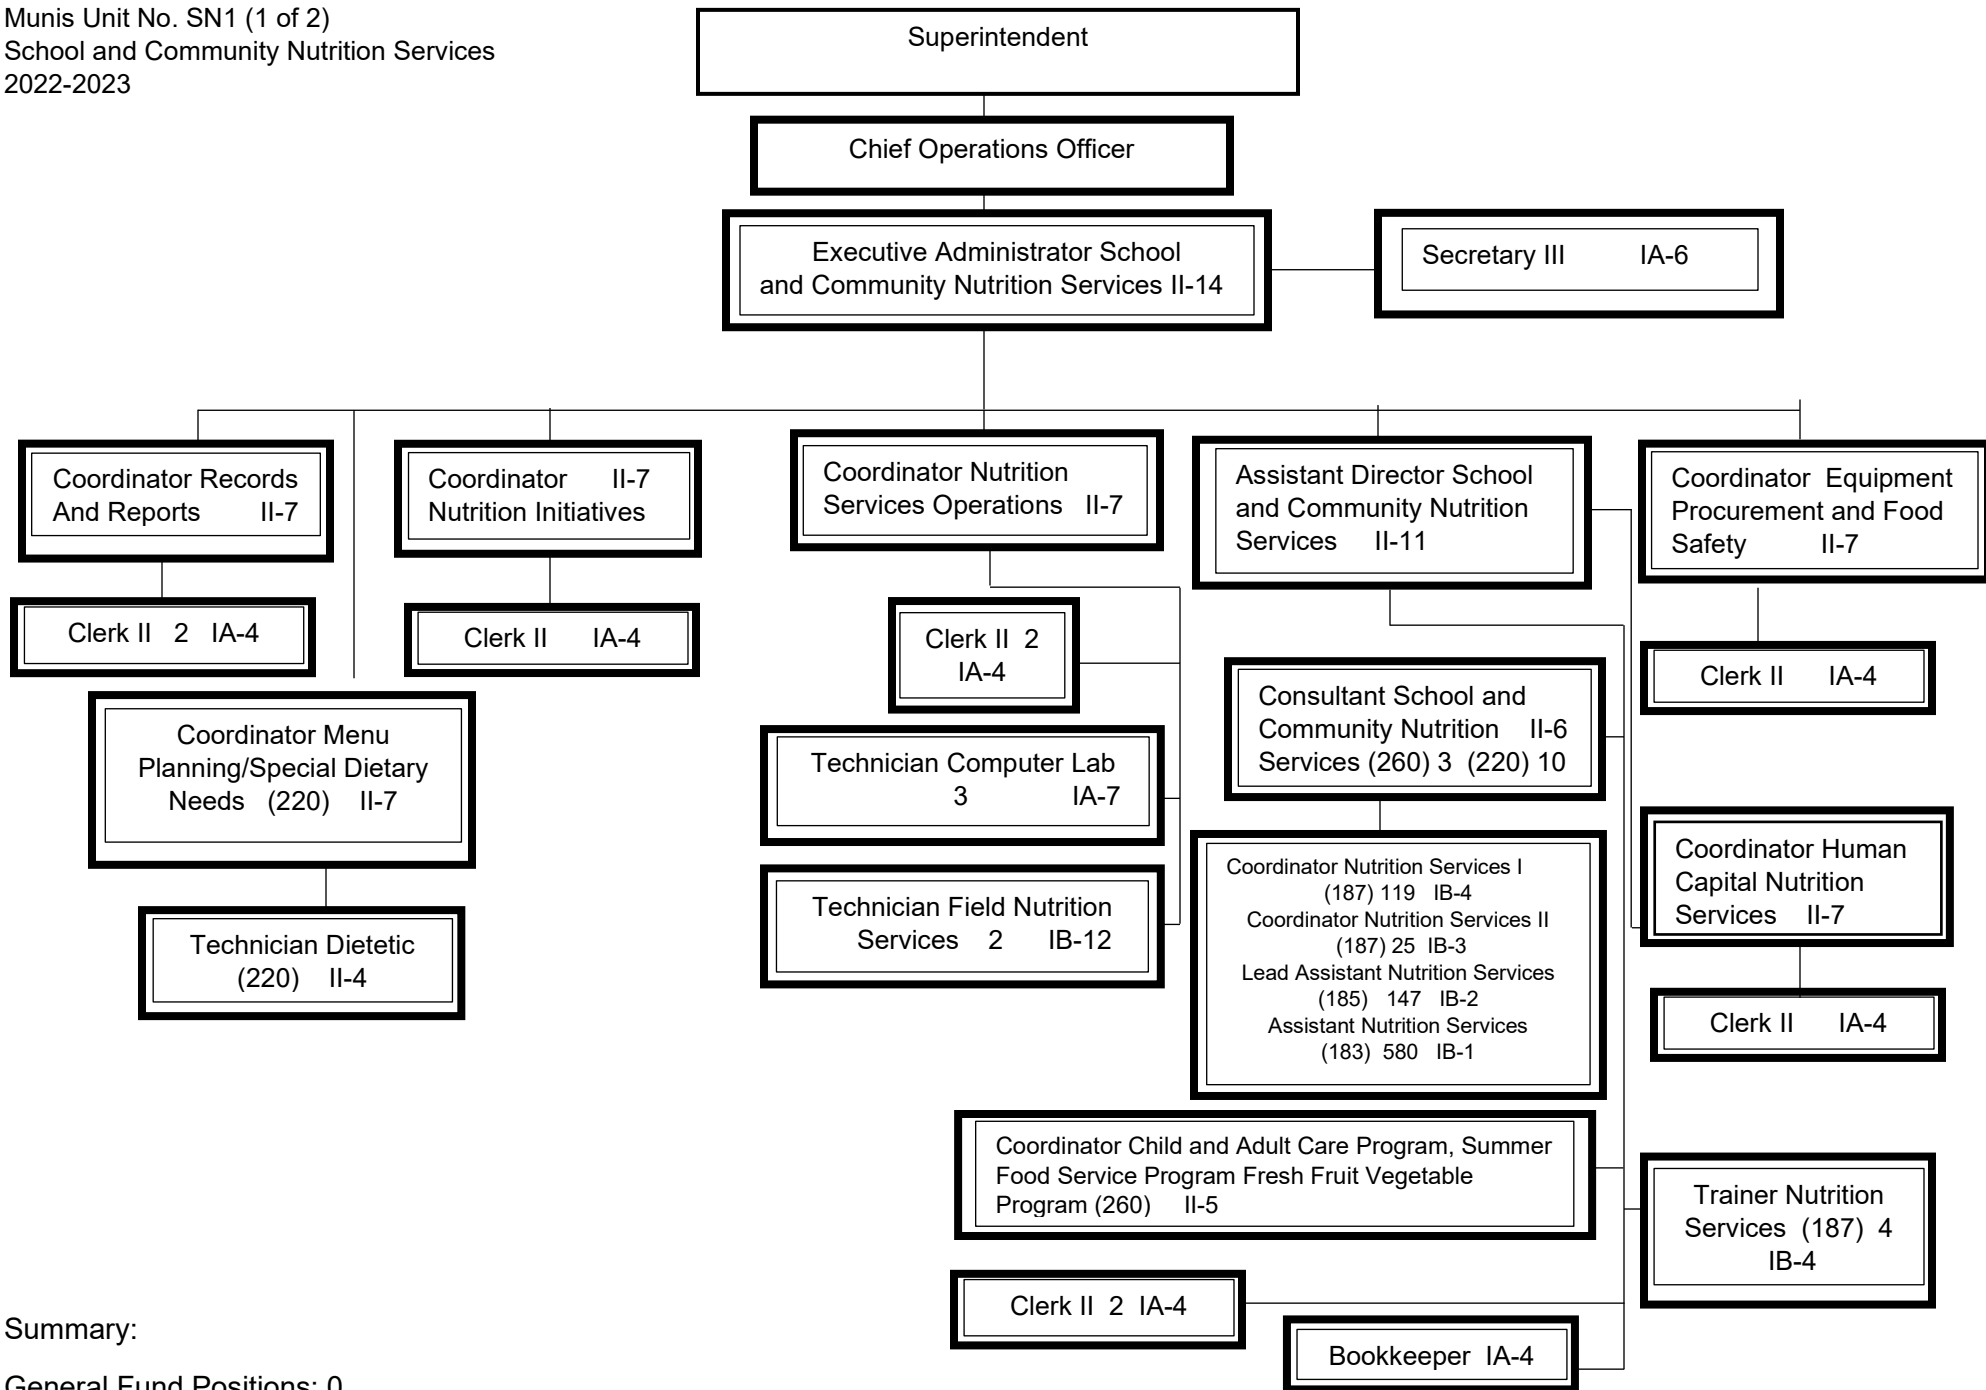 Munis Unit No. SN1 (1 of 2)
School and Community Nutrition Services
2022-2023
Superintendent
Chief Operations Officer
Executive Administrator School
and Community Nutrition Services II-14
Secretary III IA-6
Coordinator Records
And Reports II-7
Clerk II 2 IA-4
Coordinator II-7
Nutrition Initiatives
Clerk II IA-4
Coordinator Menu
Planning/Special Dietary
Needs (220) II-7
Technician Dietetic
(220) II-4
Coordinator Nutrition
Services Operations II-7
Clerk II 2
IA-4
Technician Computer Lab
3 IA-7
Technician Field Nutrition
Services 2 IB-12
Assistant Director School
and Community Nutrition
Services II-11
Consultant School and
Community Nutrition II-6
Services (260) 3 (220) 10
Coordinator Nutrition Services I
(187) 119 IB-4
Coordinator Nutrition Services II
(187) 25 IB-3
Lead Assistant Nutrition Services
(185) 147 IB-2
Assistant Nutrition Services
(183) 580 IB-1
Coordinator Child and Adult Care Program, Summer
Food Service Program Fresh Fruit Vegetable
Program (260) II-5
Clerk II 2 IA-4
Bookkeeper IA-4
Coordinator Equipment
Procurement and Food
Safety II-7
Clerk II IA-4
Coordinator Human
Capital Nutrition
Services II-7
Clerk II IA-4
Trainer Nutrition
Services (187) 4
IB-4
Summary:
General Fund Positions: 0